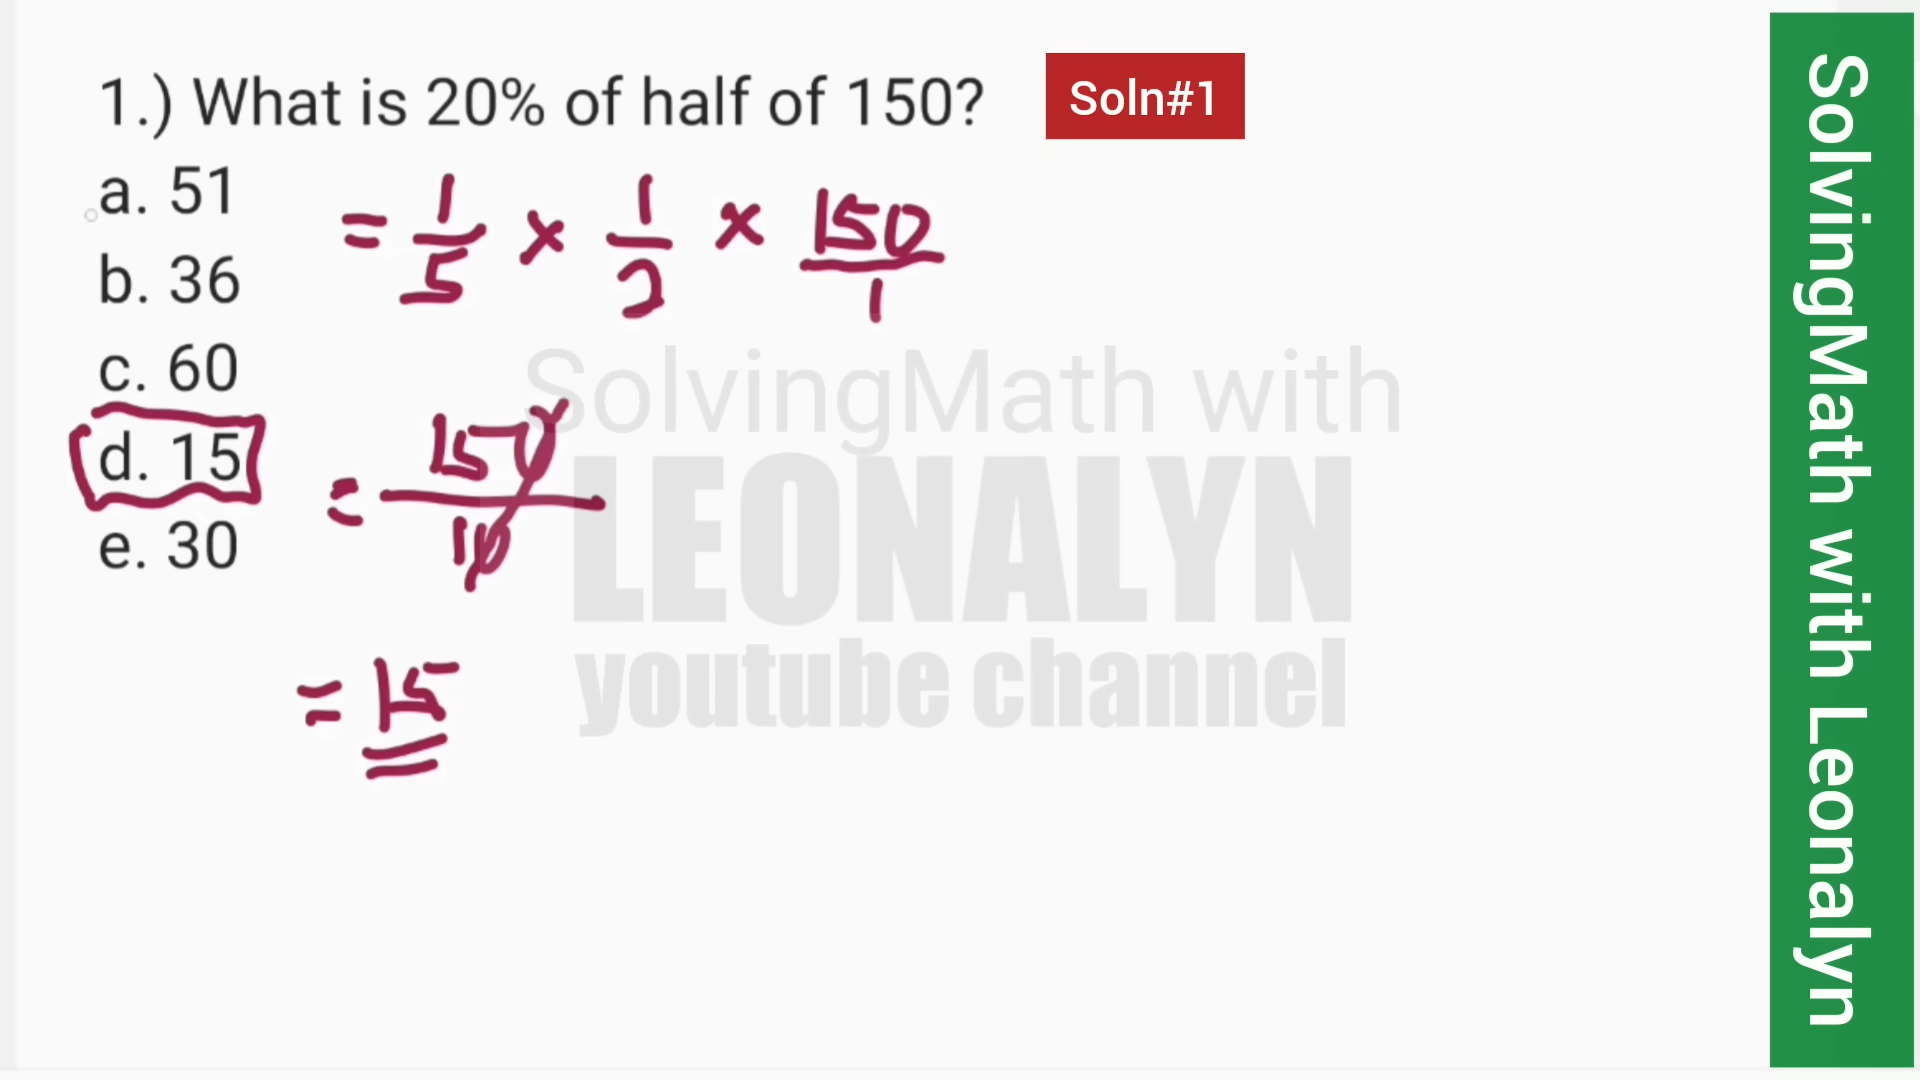 1.) What is 20% of half of 150?
Soln#1
a. 51
b. 36
c. 60
d. 15
e. 30
= 1/5 × 1/2 × 150/1
= 150/10
= 15
SolvingMath with
LEONALYN
youtube channel
SolvingMath with Leonalyn